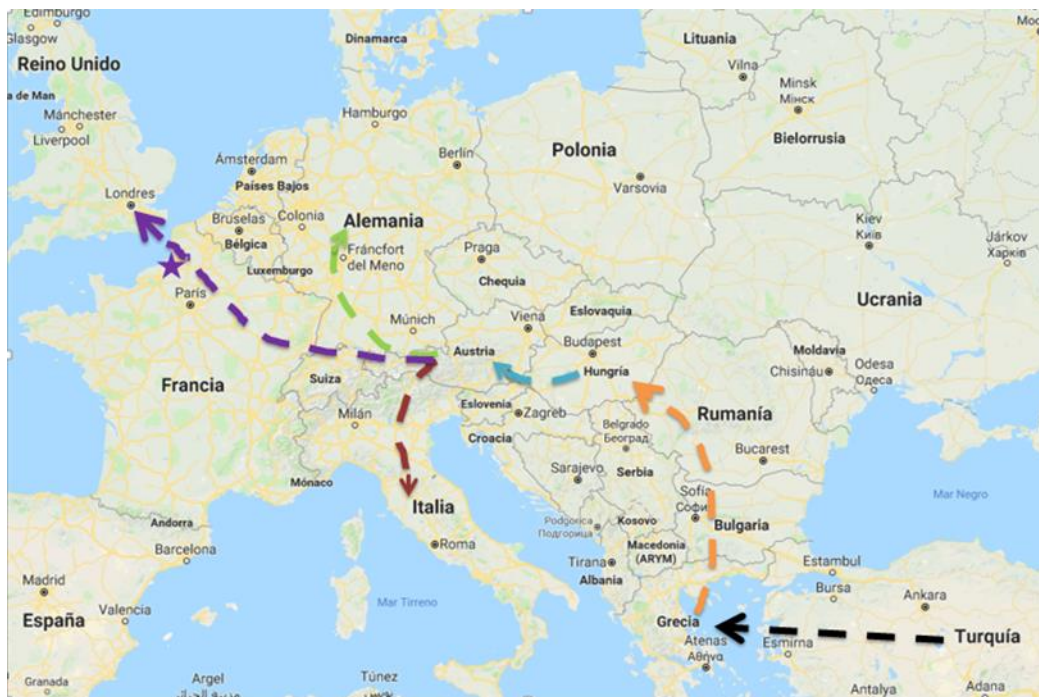 Edimburgo
Glasgow
Reino Unido
a de Man
Mánchester
Liverpool
Londres
Dinamarca
Hamburgo
Ámsterdam
Países Bajos
Berlín
Bruselas
Bélgica
Colonia
Alemania
Fráncfort
del Meno
Luxemburgo
París
Francia
Múnich
Suiza
Milán
Mónaco
Andorra
Barcelona
Madrid
España
Valencia
Granada
Argel
Túnez
تونس
Mar Tirreno
Italia
Roma
Lituania
Vilna
Minsk
Мінск
Bielorrusia
Polonia
Varsovia
Praga
Chequia
Kiev
Київ
Járkov
Харків
Ucrania
Eslovaquia
Viena
Austria
Budapest
Hungría
Moldavia
Chisináu
Odesa
Одеса
Eslovenia
Zagreb
Croacia
Belgrado
Београд
Rumanía
Bucarest
Serbia
Sarajevo
Sofía
Софи
Bulgaria
Kosovo
Podgorica
Подгорица
Macedonia
(ARYM)
Tirana
Albania
Mar Negro
Estambul
Bursa
Ankara
Grecia
Atenas
Αθήνα
Esmirna
Turquía
Antalya
Adana